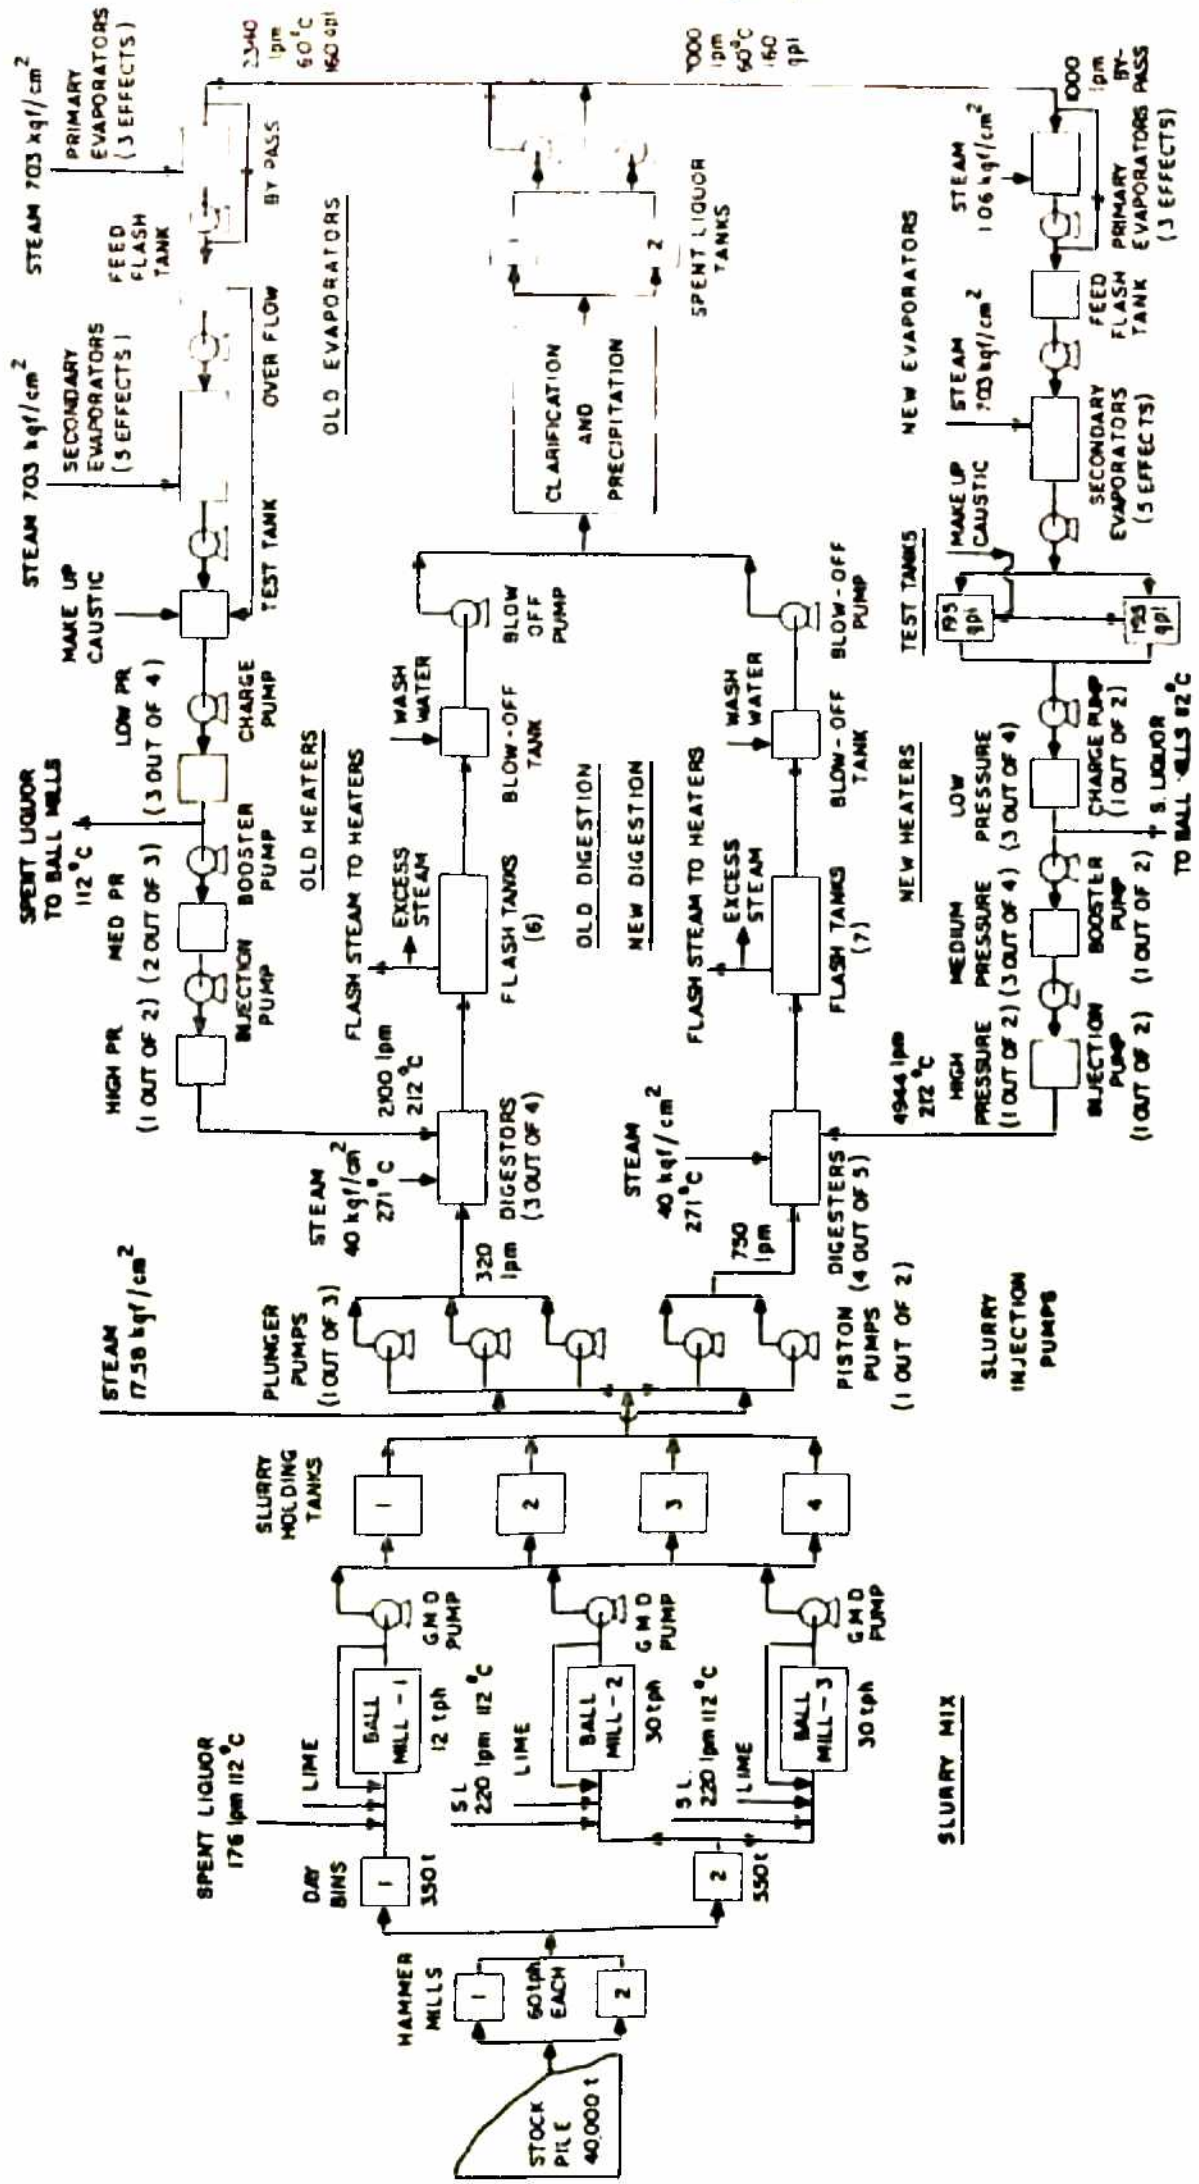 STOCK
PILE
40,000 t
HAMMER
MILLS
1
60 tph
EACH
2
DAY
BINS
1
350 t
2
550 t
SPENT LIQUOR
176 lpm 112°C
LIME
BALL
MILL - 1
12 tph
G M D
PUMP
S L
220 lpm 112°C
LIME
BALL
MILL - 2
30 tph
G M D
PUMP
S L.
220 lpm 112°C
LIME
BALL
MILL - 3
30 tph
G M D
PUMP
SLURRY MIX
SLURRY
HOLDING
TANKS
1
2
3
4
STEAM
17.58 kgf/cm²
PLUNGER
PUMPS
(1 OUT OF 3)
PISTON
PUMPS
(1 OUT OF 2)
SLURRY
INJECTION
PUMPS
320
lpm
STEAM
40 kgf/cm²
271°C
2100 lpm
212°C
DIGESTORS
(3 OUT OF 4)
750
lpm
STEAM
40 kgf/cm²
271°C
DIGESTERS
(4 OUT OF 5)
4944 lpm
212°C
HIGH PR
(1 OUT OF 2)
INJECTION
PUMP
MED PR
(2 OUT OF 3)
BOOSTER
PUMP
SPENT LIQUOR
TO BALL MILLS
112°C
LOW PR
(3 OUT OF 4)
CHARGE
PUMP
OLD HEATERS
MAKE UP
CAUSTIC
TEST TANK
STEAM 703 kgf/cm²
SECONDARY
EVAPORATORS
(5 EFFECTS)
OVER FLOW
FEED
FLASH
TANK
STEAM 703 kgf/cm²
PRIMARY
EVAPORATORS
(3 EFFECTS)
BY PASS
OLD EVAPORATORS
2340
lpm
60°C
160 gpl
FLASH STEAM TO HEATERS
EXCESS
STEAM
FLASH TANKS
(6)
WASH
WATER
BLOW-OFF
TANK
BLOW
OFF
PUMP
OLD DIGESTION
NEW DIGESTION
FLASH STEAM TO HEATERS
EXCESS
STEAM
FLASH TANKS
(7)
WASH
WATER
BLOW-OFF
TANK
BLOW-OFF
PUMP
CLARIFICATION
AND
PRECIPITATION
1
2
SPENT LIQUOR
TANKS
7000
lpm
60°C
160
gpl
HIGH
PRESSURE
(1 OUT OF 2)
INJECTION
PUMP
(1 OUT OF 2)
MEDIUM
PRESSURE
(3 OUT OF 4)
BOOSTER
PUMP
(1 OUT OF 2)
LOW
PRESSURE
(3 OUT OF 4)
CHARGE PUMP
(1 OUT OF 2)
S. LIQUOR
TO BALL MILLS 82°C
NEW HEATERS
TEST TANKS
195
gpl
195
gpl
MAKE UP
CAUSTIC
STEAM
703 kgf/cm²
SECONDARY
EVAPORATORS
(5 EFFECTS)
FEED
FLASH
TANK
NEW EVAPORATORS
STEAM
1.06 kgf/cm²
PRIMARY
EVAPORATORS
(3 EFFECTS)
1000
lpm
BY-
PASS